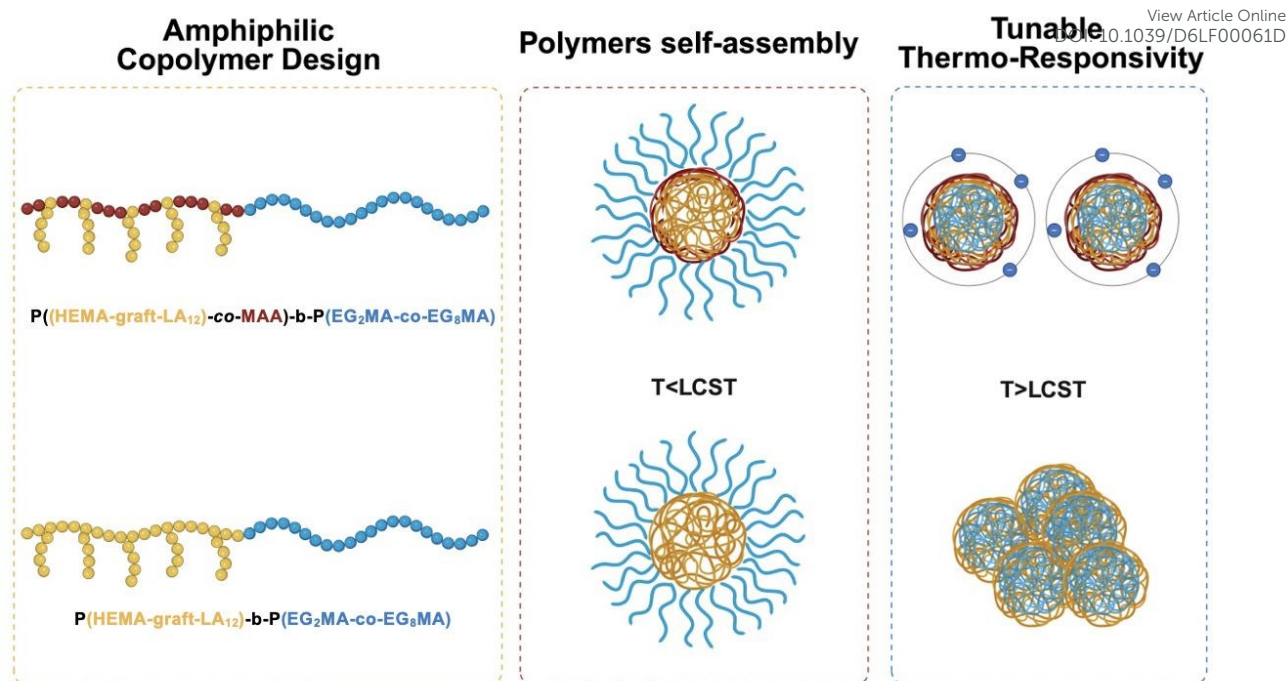 View Article Online
DOI: 10.1039/D6LF00061D
Amphiphilic
Copolymer Design
Polymers self-assembly
Tunable
Thermo-Responsivity
P((HEMA-graft-LA₁₂)-co-MAA)-b-P(EG₂MA-co-EG₈MA)
T<LCST
T>LCST
P(HEMA-graft-LA₁₂)-b-P(EG₂MA-co-EG₈MA)